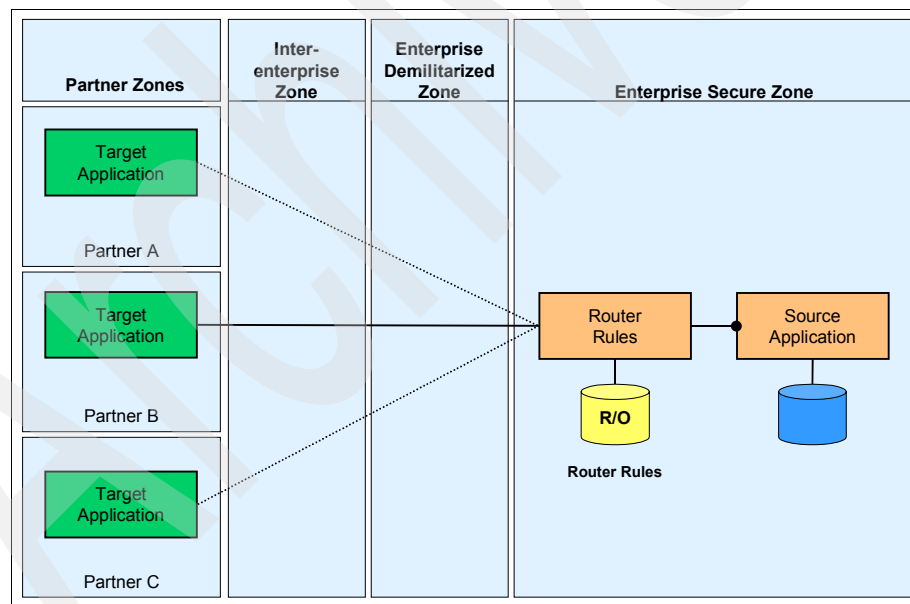 Partner Zones
Inter-
enterprise
Zone
Enterprise
Demilitarized
Zone
Enterprise Secure Zone
Target
Application
Partner A
Target
Application
Partner B
Target
Application
Partner C
Router
Rules
Source
Application
R/O
Router Rules